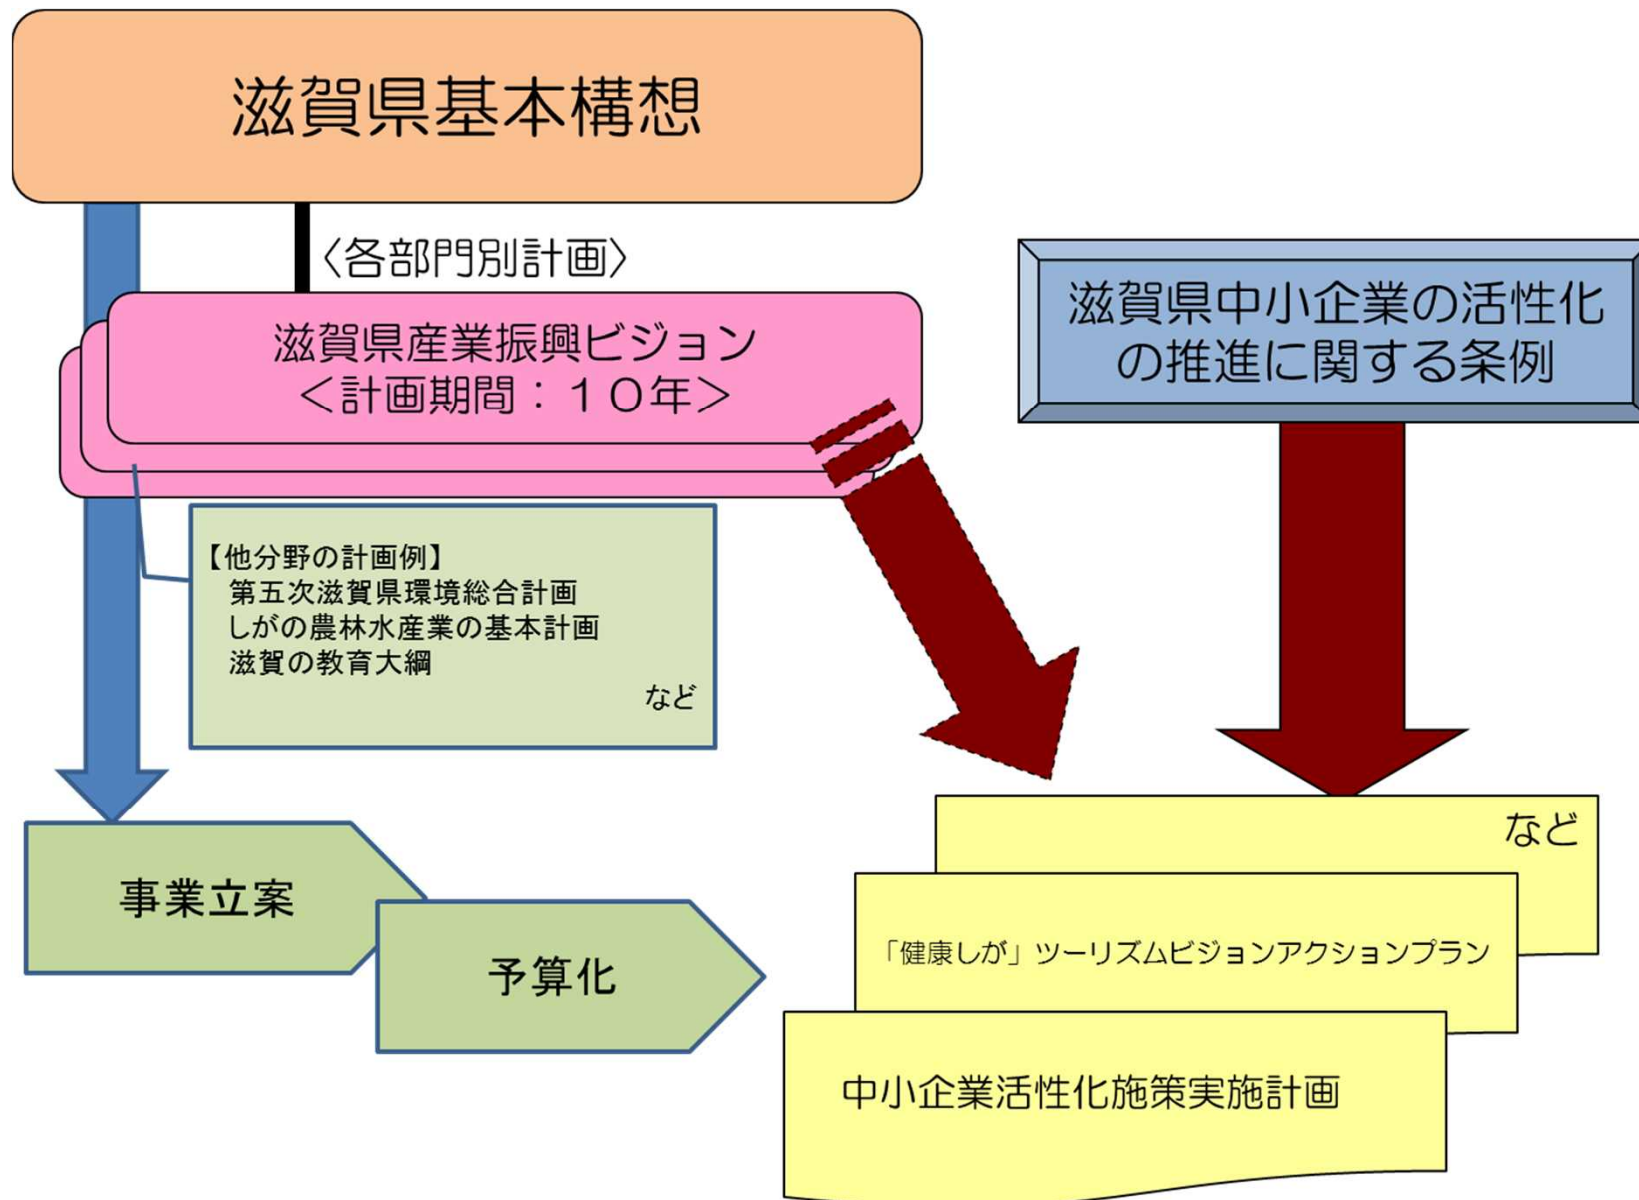 滋賀県基本構想
〈各部門別計画〉
滋賀県産業振興ビジョン
＜計画期間：１０年＞
滋賀県中小企業の活性化
の推進に関する条例
【他分野の計画例】
第五次滋賀県環境総合計画
しがの農林水産業の基本計画
滋賀の教育大綱
など
事業立案
予算化
など
「健康しが」ツーリズムビジョンアクションプラン
中小企業活性化施策実施計画